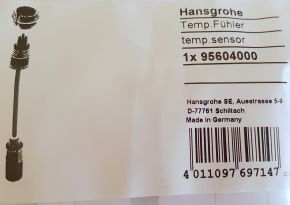 Hansgrohe
Temp.Fühler
temp.sensor
1x 95604000
Hansgrohe SE, Auestrasse 5-9
D-77761 Schiltach
Made in Germany
4 011097 697147